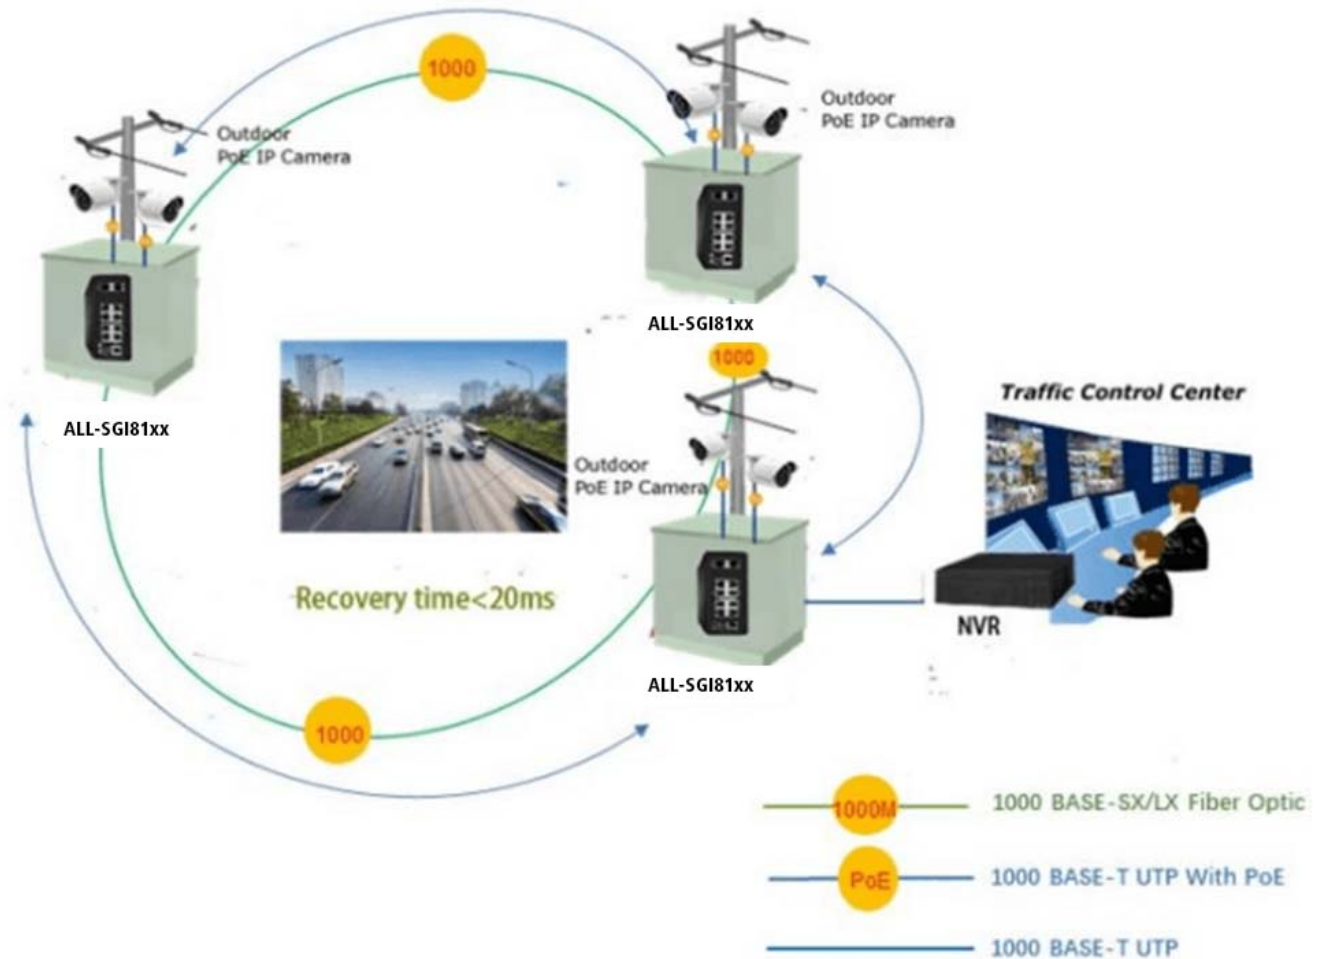 1000
Outdoor
PoE IP Camera
Outdoor
PoE IP Camera
ALL-SGI81xx
1000
ALL-SGI81xx
Traffic Control Center
Outdoor
PoE IP Camera
Recovery time<20ms
NVR
ALL-SGI81xx
1000
1000M
1000 BASE-SX/LX Fiber Optic
PoE
1000 BASE-T UTP With PoE
1000 BASE-T UTP